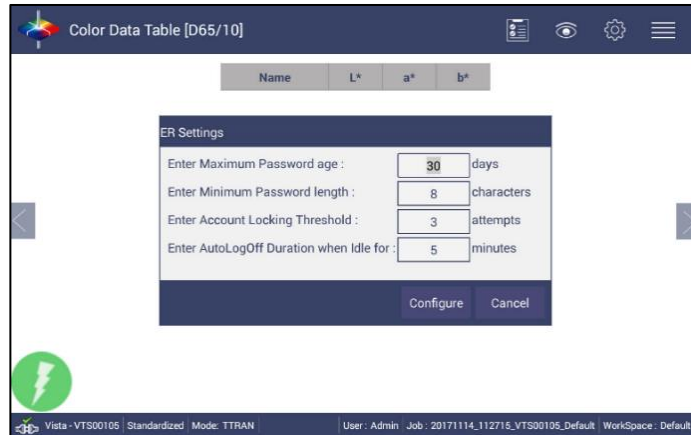 Color Data Table [D65/10]
Name L* a* b*
ER Settings
Enter Maximum Password age : 30 days
Enter Minimum Password length : 8 characters
Enter Account Locking Threshold : 3 attempts
Enter AutoLogOff Duration when Idle for : 5 minutes
Configure Cancel
Vista - VTS00105 Standardized Mode: TTRAN User : Admin Job : 20171114_112715_VTS00105_Default WorkSpace : Default